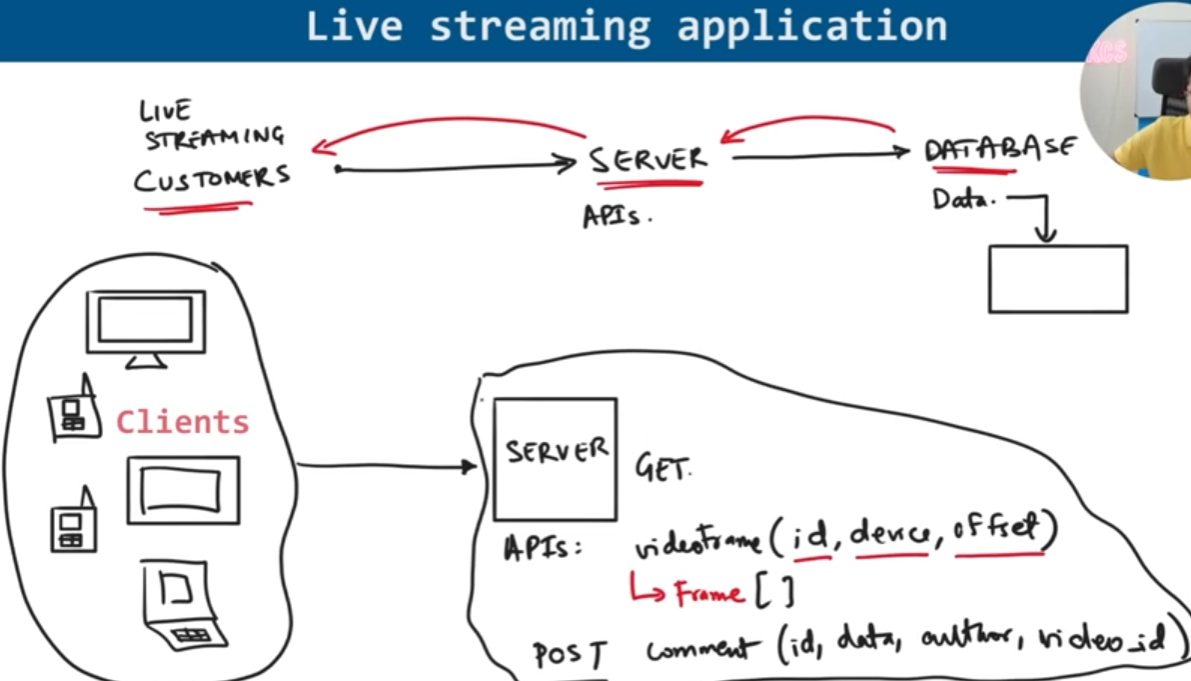 Live streaming application
KCS
LIVE
STREAMING
CUSTOMERS
SERVER
APIs.
DATABASE
Data.
Clients
SERVER
GET.
APIs: videoFrame (id, device, offset)
Frame []
POST comment (id, data, author, video_id)